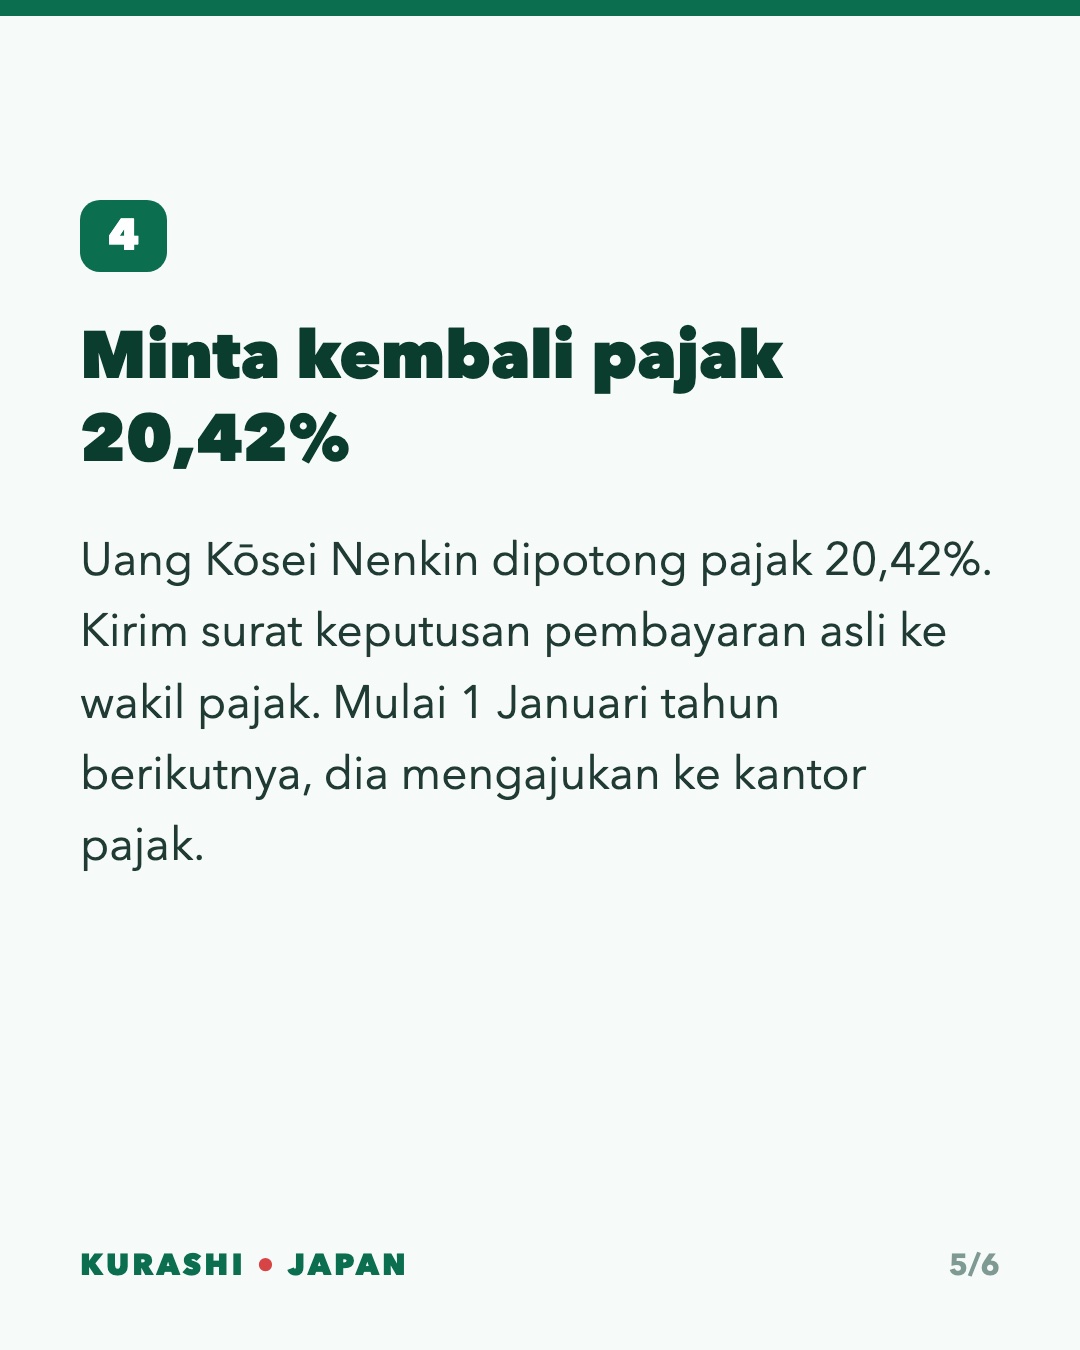 4
Minta kembali pajak
20,42%
Uang Kōsei Nenkin dipotong pajak 20,42%.
Kirim surat keputusan pembayaran asli ke
wakil pajak. Mulai 1 Januari tahun
berikutnya, dia mengajukan ke kantor
pajak.
KURASHI • JAPAN
5/6